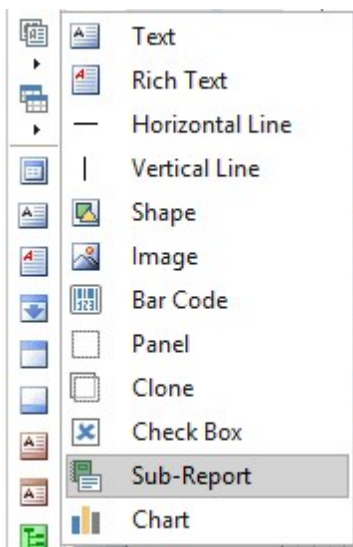 Text
Rich Text
Horizontal Line
Vertical Line
Shape
Image
Bar Code
Panel
Clone
Check Box
Sub-Report
Chart